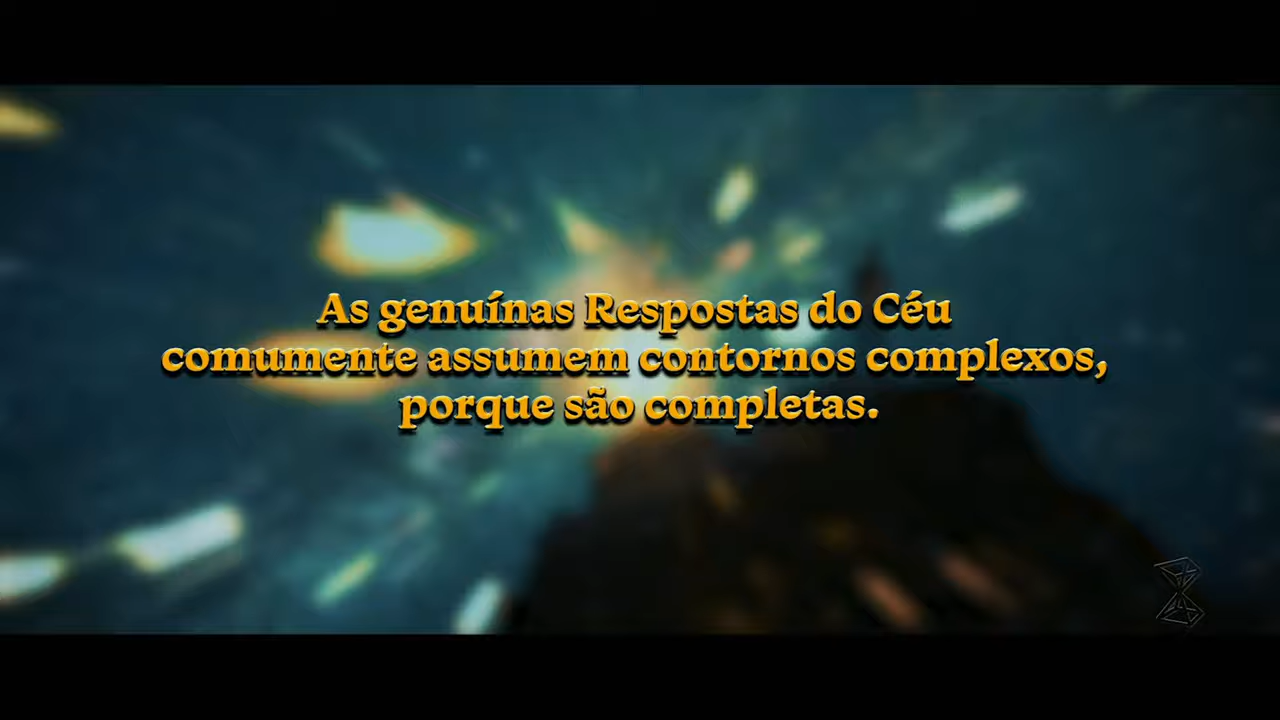 As genuínas Respostas do Céu
comumente assumem contornos complexos,
porque são completas.